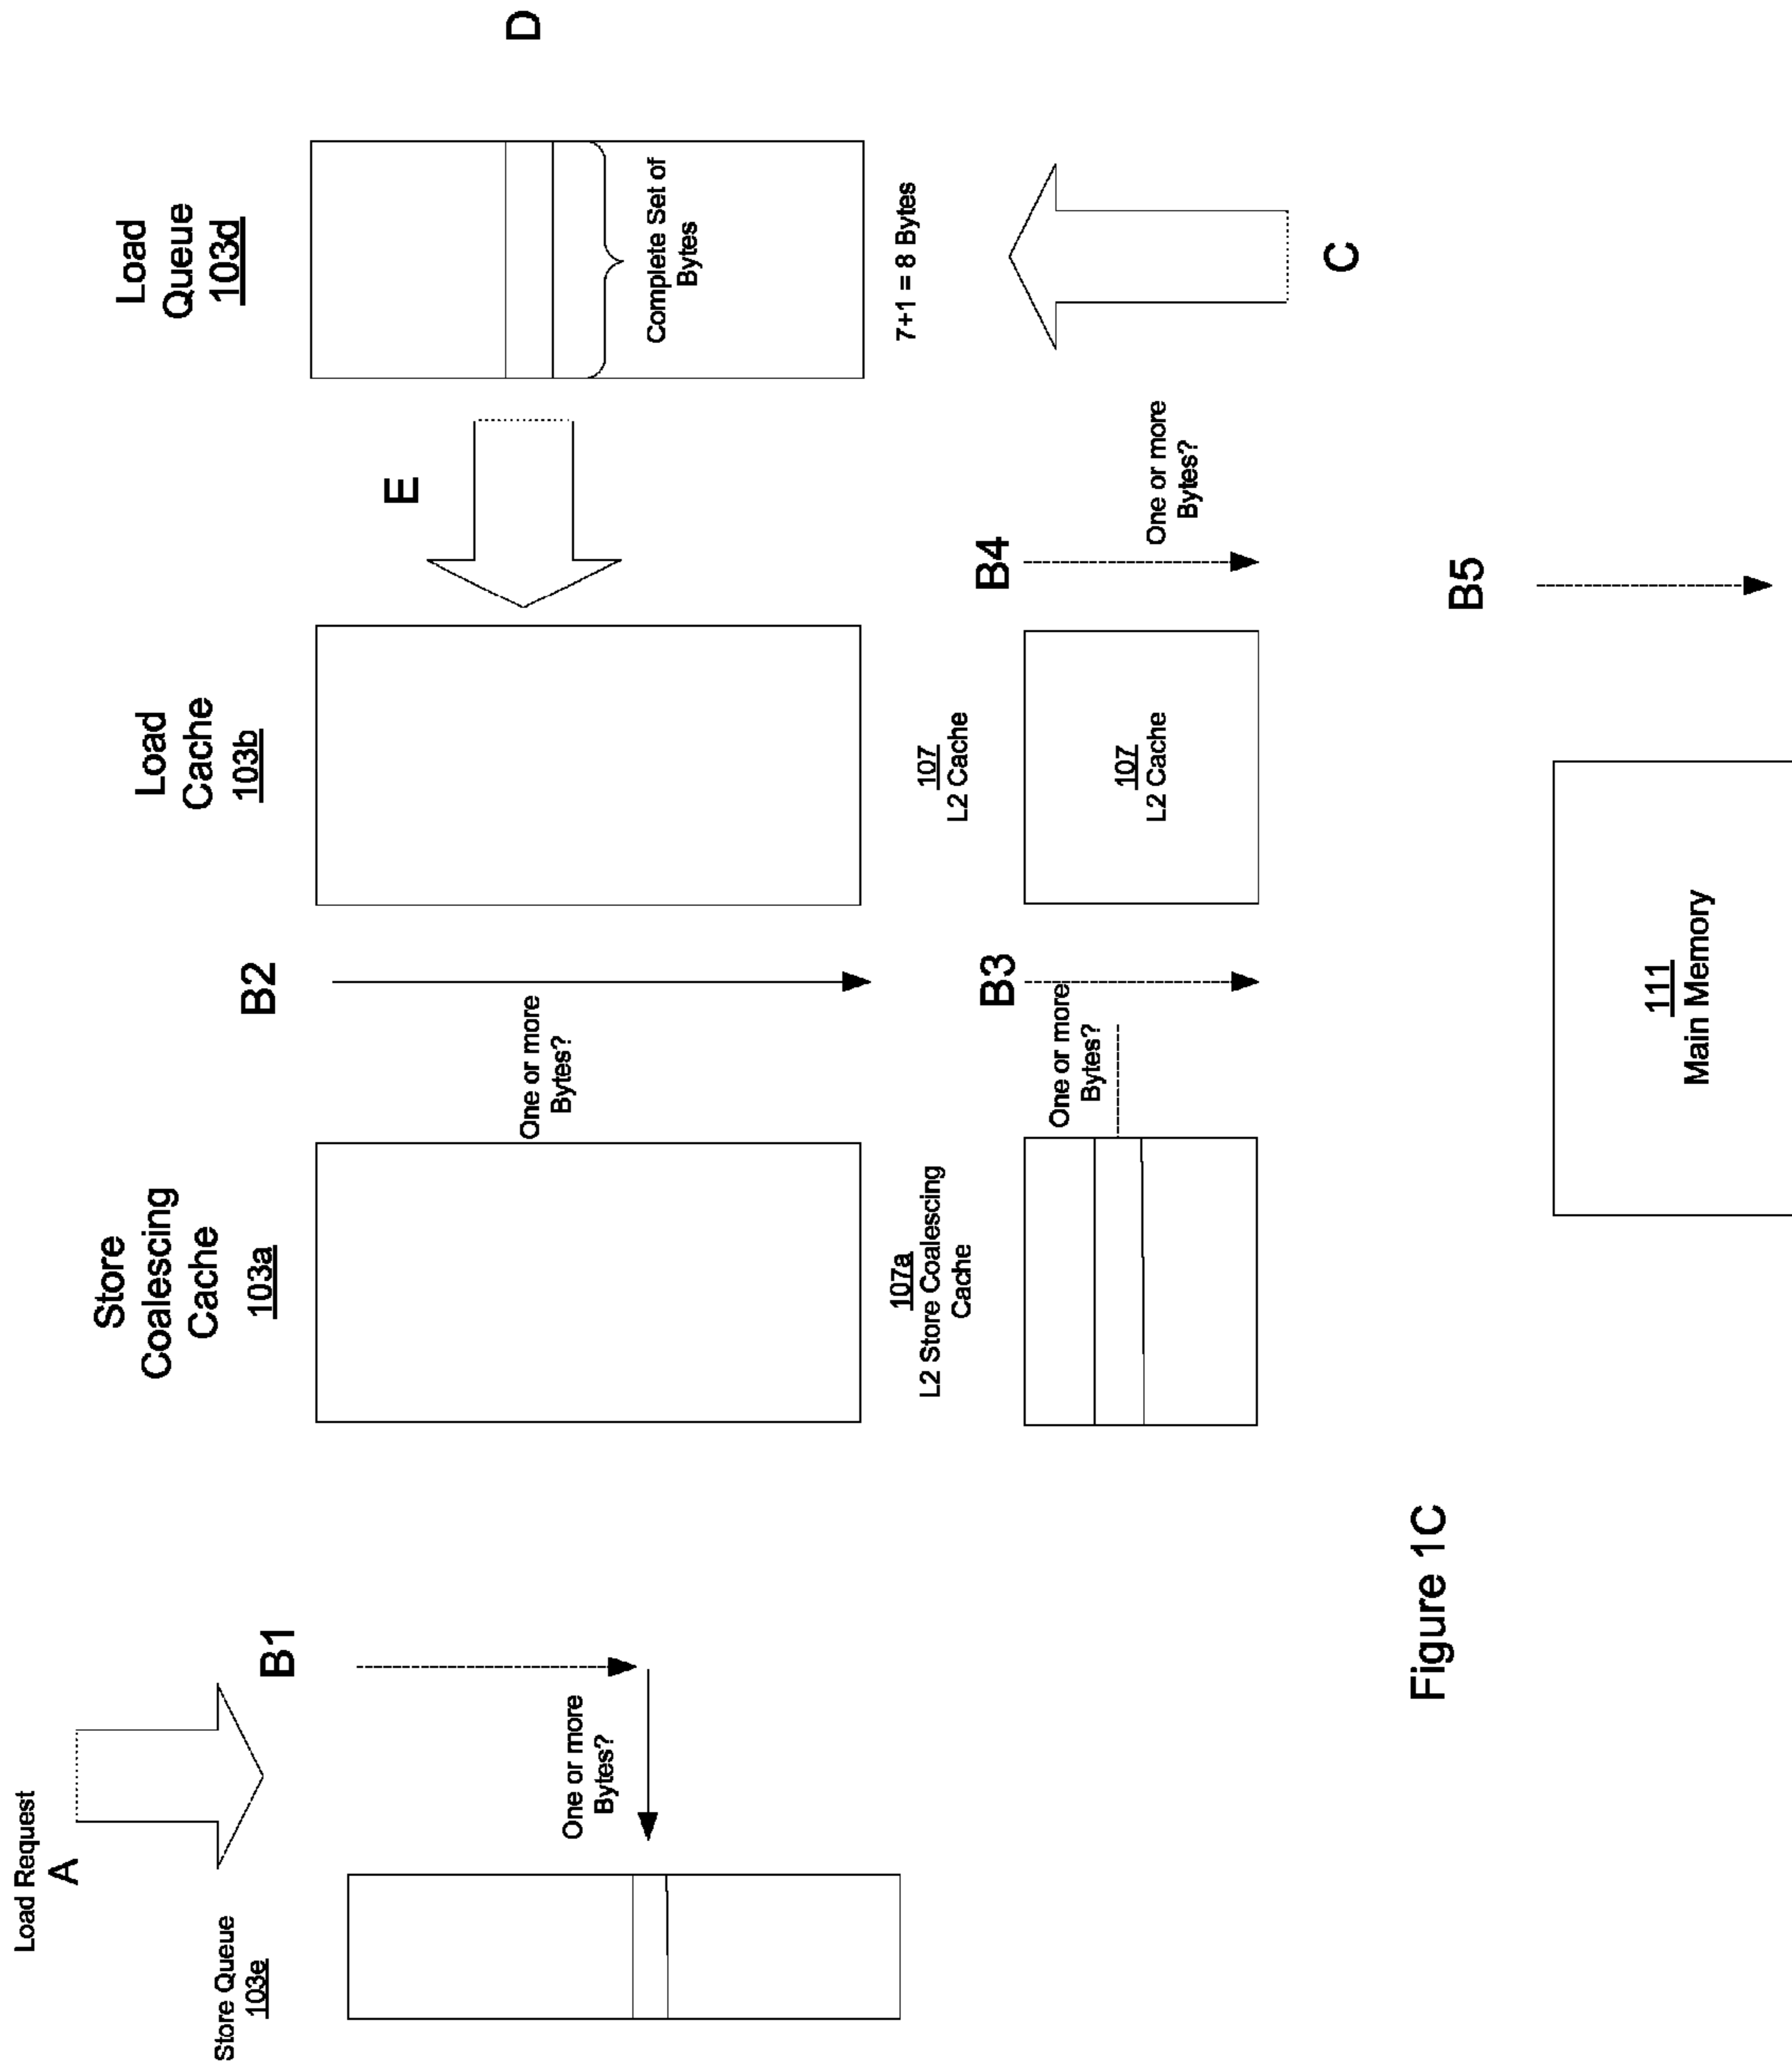 Load Request
A
Store Queue
103e
B1
One or more
Bytes?
Store
Coalescing
Cache
103a
B2
One or more
Bytes?
Load
Cache
103b
E
Load
Queue
103d
D
Complete Set of
Bytes
7+1 = 8 Bytes
107a
L2 Store Coalescing
Cache
B3
One or more
Bytes?
107
L2 Cache
107
L2 Cache
B4
One or more
Bytes?
C
Figure 1C
B5
111
Main Memory